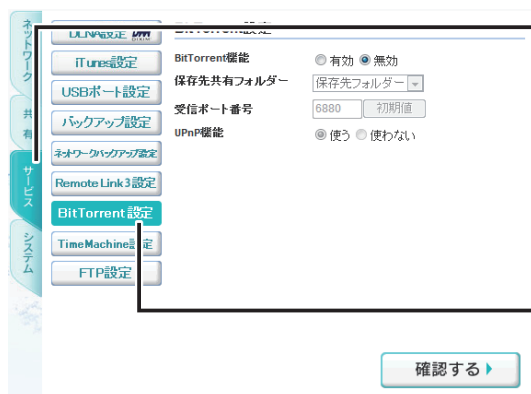 ネットワーク
共有
サービス
システム
DLNA設定
iTunes設定
USBポート設定
バックアップ設定
ネットワークバックアップ設定
Remote Link 3 設定
BitTorrent 設定
TimeMachine設定
FTP設定
BitTorrent設定
BitTorrent機能 有効 無効
保存先共有フォルダー 保存先フォルダー
受信ポート番号 6880 初期値
UPnP機能 使う 使わない
確認する